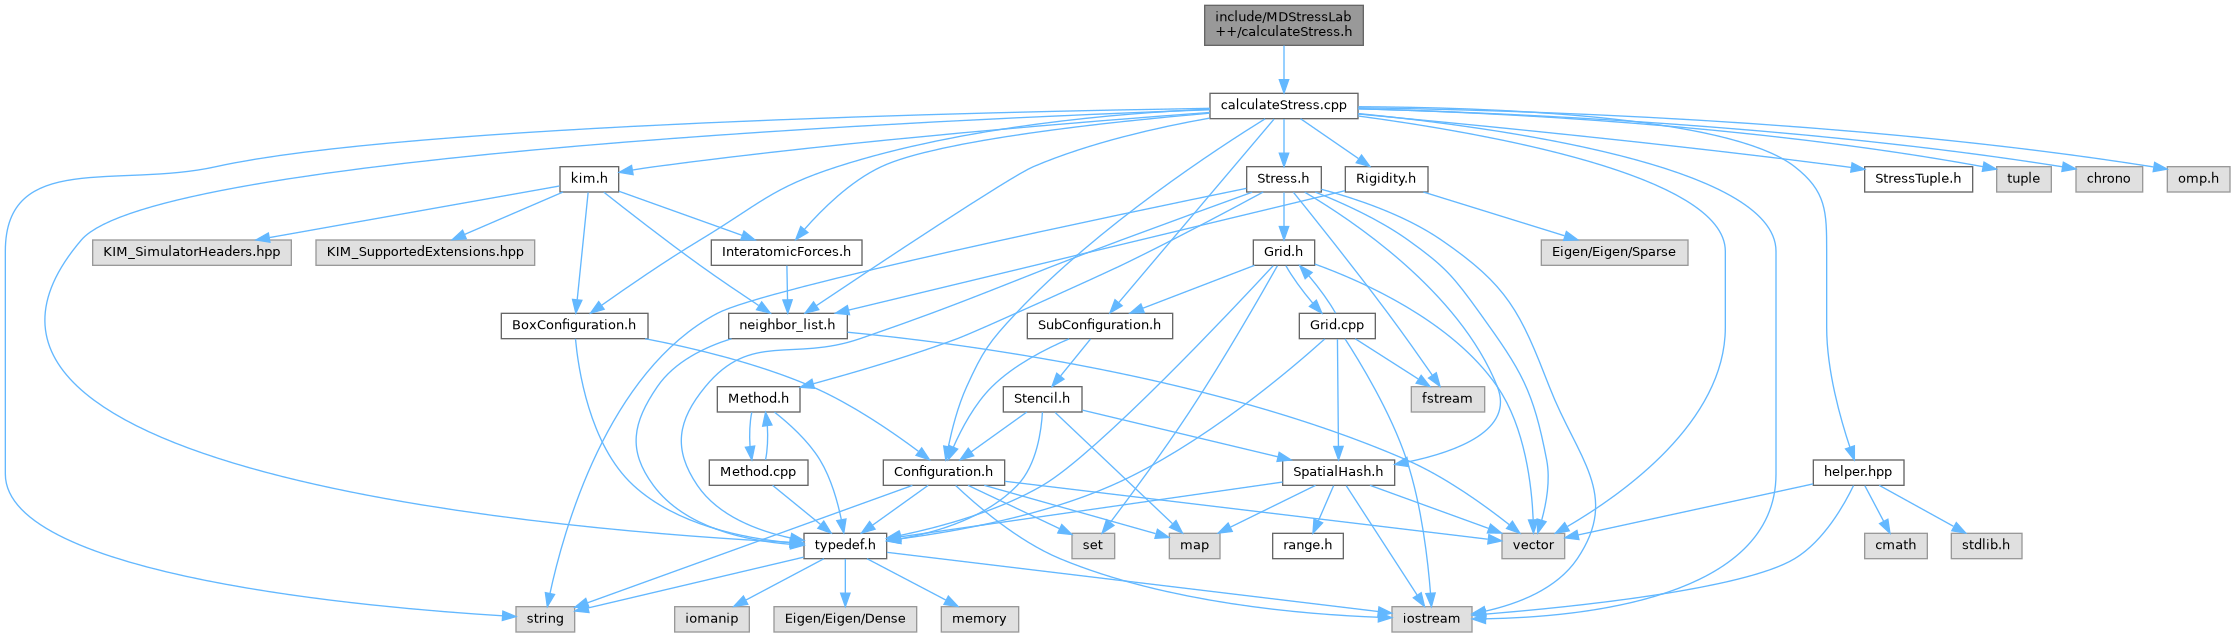 include/MDStressLab
++/calculateStress.h
calculateStress.cpp
kim.h
Stress.h
Rigidity.h
StressTuple.h
tuple
chrono
omp.h
KIM_SimulatorHeaders.hpp
KIM_SupportedExtensions.hpp
InteratomicForces.h
Grid.h
Eigen/Eigen/Sparse
BoxConfiguration.h
neighbor_list.h
SubConfiguration.h
Grid.cpp
Method.h
Stencil.h
fstream
Method.cpp
Configuration.h
SpatialHash.h
helper.hpp
typedef.h
set
map
range.h
vector
cmath
stdlib.h
string
iomanip
Eigen/Eigen/Dense
memory
iostream